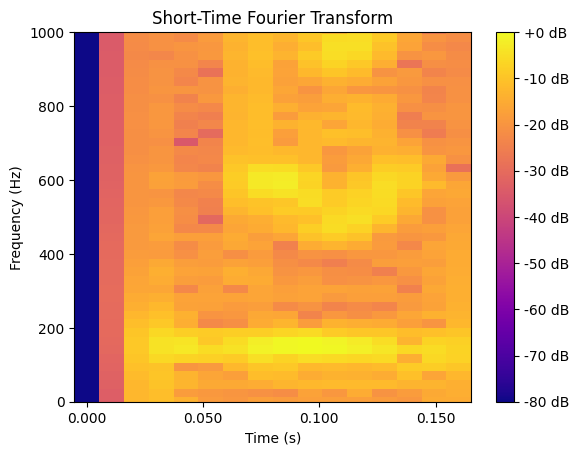 Short-Time Fourier Transform
1000
800
600
400
200
0
Frequency (Hz)
0.000
0.050
0.100
0.150
Time (s)
+0 dB
-10 dB
-20 dB
-30 dB
-40 dB
-50 dB
-60 dB
-70 dB
-80 dB